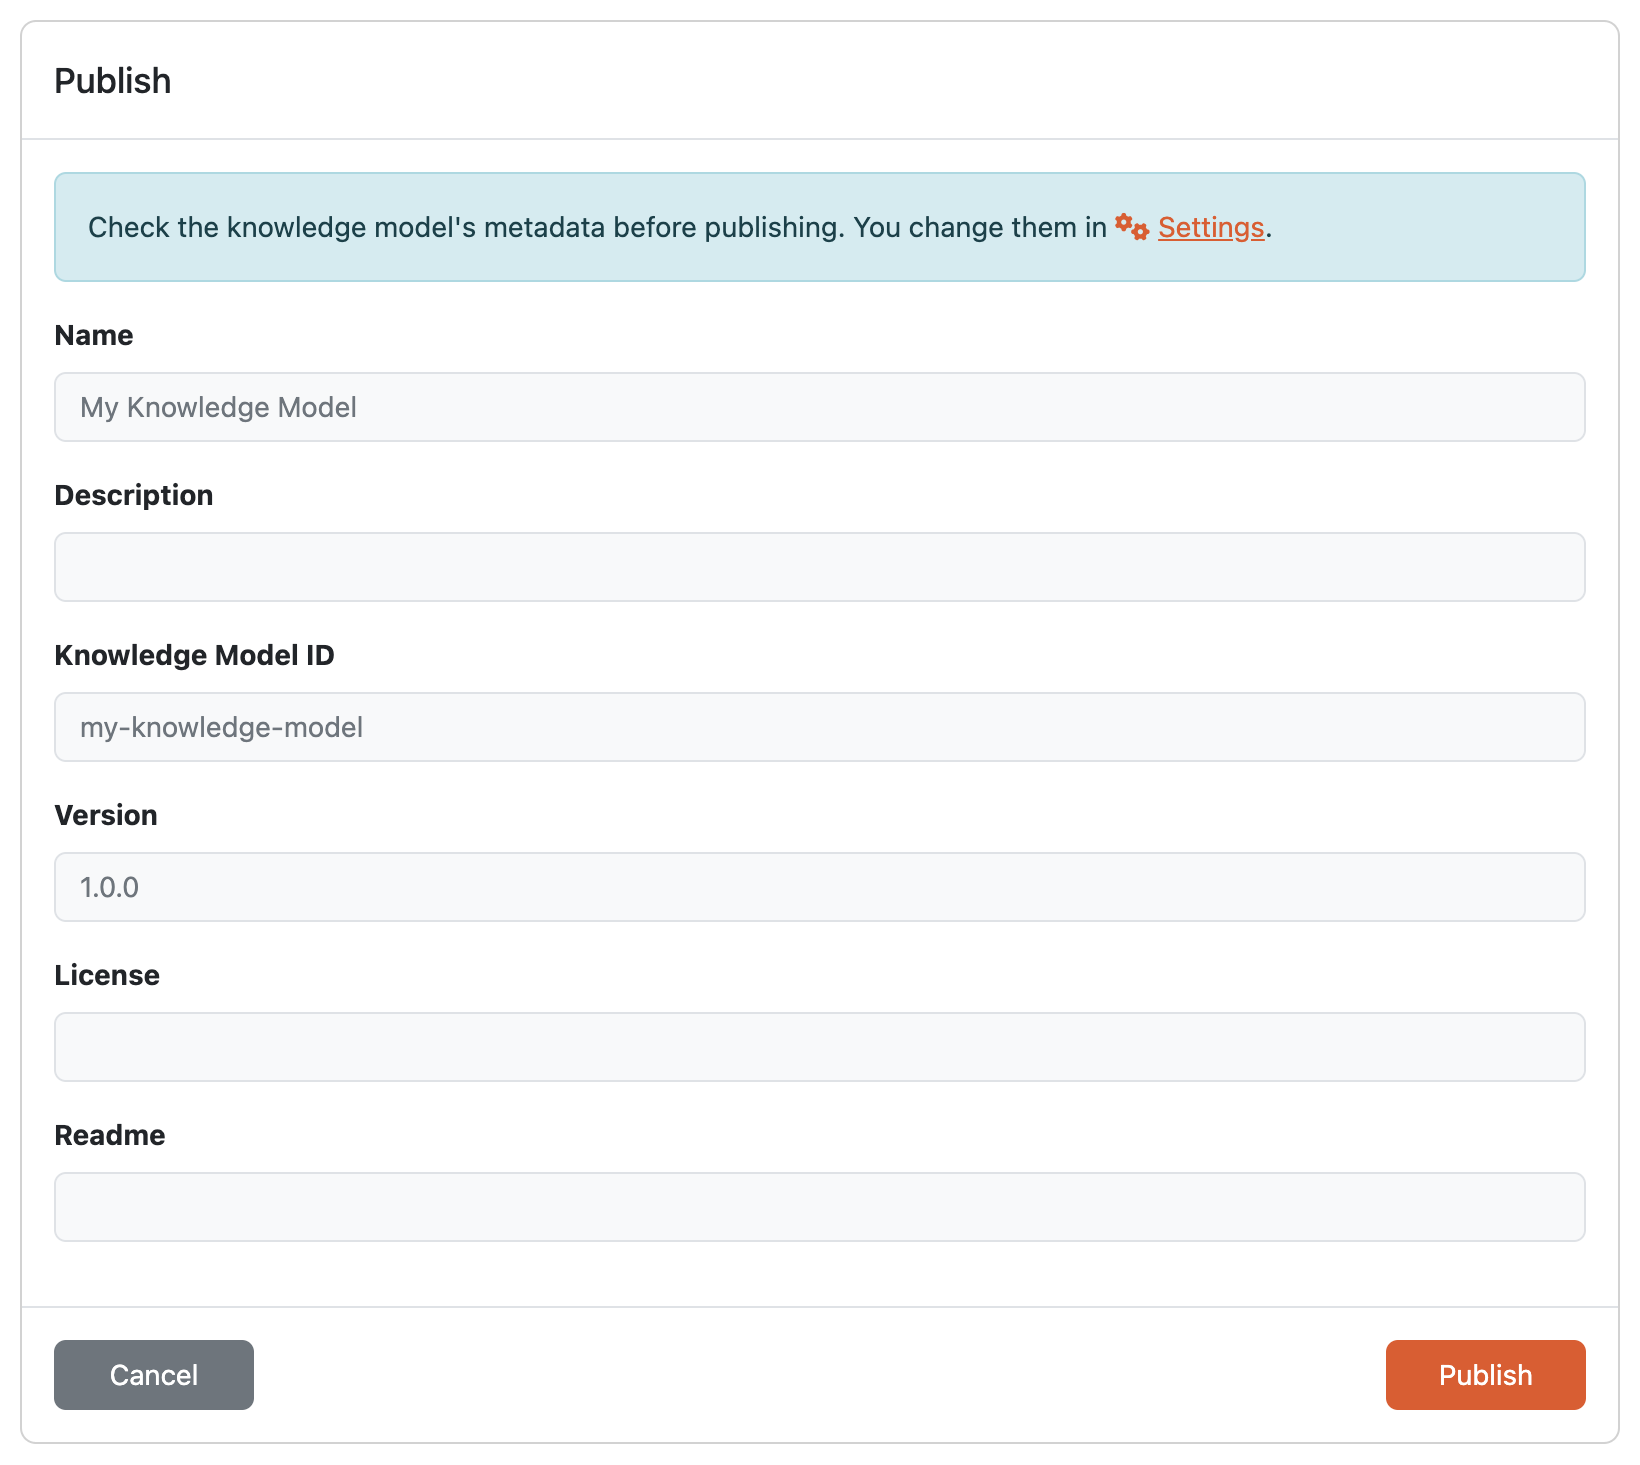 Publish
Check the knowledge model's metadata before publishing. You change them in Settings.
Name
My Knowledge Model
Description
Knowledge Model ID
my-knowledge-model
Version
1.0.0
License
Readme
Cancel
Publish